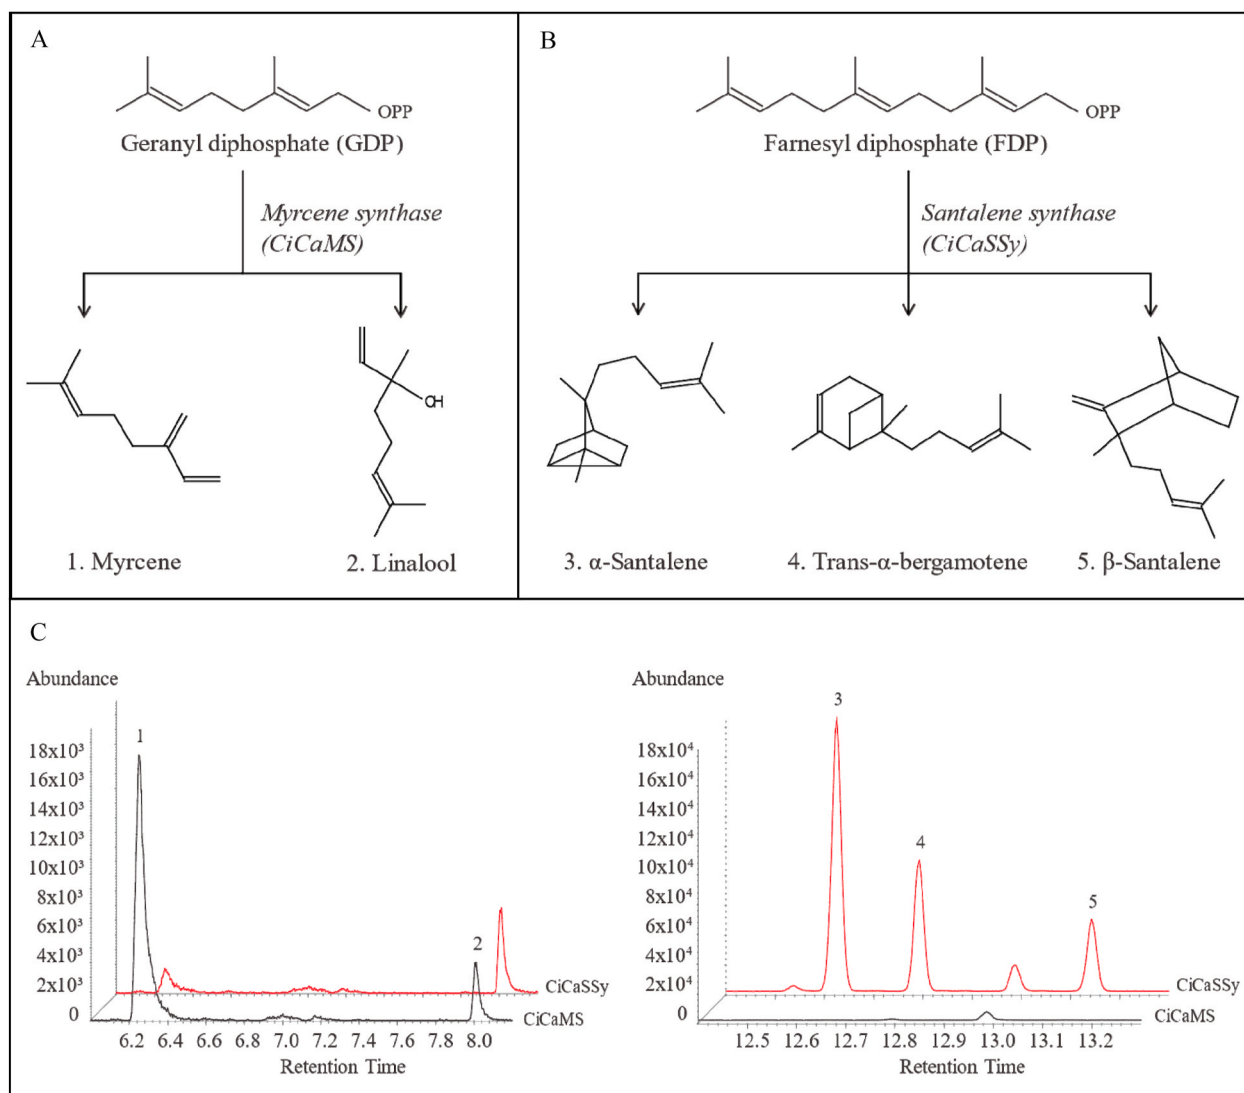 A
OPP
Geranyl diphosphate (GDP)
Myrcene synthase
(CiCaMS)
OH
1. Myrcene
2. Linalool
B
OPP
Farnesyl diphosphate (FDP)
Santalene synthase
(CiCaSSy)
3. α-Santalene
4. Trans-α-bergamotene
5. β-Santalene
C
Abundance
18x10³
16x10³
14x10³
12x10³
10x10³
8x10³
6x10³
4x10³
2x10³
0
1
2
CiCaSSy
CiCaMS
6.2 6.4 6.6 6.8 7.0 7.2 7.4 7.6 7.8 8.0
Retention Time
Abundance
18x10⁴
16x10⁴
14x10⁴
12x10⁴
10x10⁴
8x10⁴
6x10⁴
4x10⁴
2x10⁴
0
3
4
5
CiCaSSy
CiCaMS
12.5 12.6 12.7 12.8 12.9 13.0 13.1 13.2
Retention Time